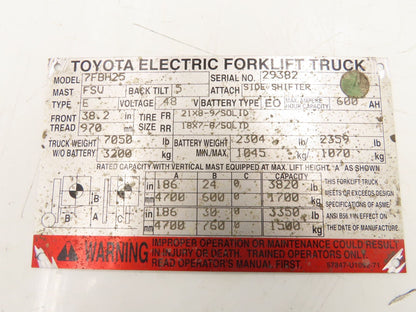 TOYOTA ELECTRIC FORKLIFT TRUCK
MODEL 7FBH25 SERIAL NO. 29382
MAST FSV BACK TILT 5 ATTACH SIDE SHIFTER
TYPE E VOLTAGE 48 V BATTERY TYPE EO MAX. AMPERE HOUR CAPACITY 600 AH
FRONT 38.2 in TIRE FR 21X8-9/SOLID
TREAD 970 mm SIZE RR 18X7-8/SOLID
TRUCK WEIGHT 7050 lb BATTERY WEIGHT 2304 2359 lb
W/O BATTERY 3200 kg MIN./MAX. 1045 1070 kg
RATED CAPACITY WITH VERTICAL MAST EQUIPPED AT MAX. LIFT HEIGHT "A" AS LISTED
A B C CAPACITY
in 186 24 0 3820 lb THIS FORKLIFT TRUCK
mm 4700 600 0 1700 kg MEETS OR EXCEEDS DESIGN
in 186 30 0 3350 lb SPECIFICATIONS OF ASME
mm 4700 760 0 1500 kg ANSI B56.1 IN EFFECT ON
THE DATE OF MANUFACTURE.
A B B C
WARNING IMPROPER OPERATION OR MAINTENANCE COULD RESULT
IN INJURY OR DEATH. TRAINED OPERATORS ONLY.
READ OPERATOR'S MANUAL FIRST.